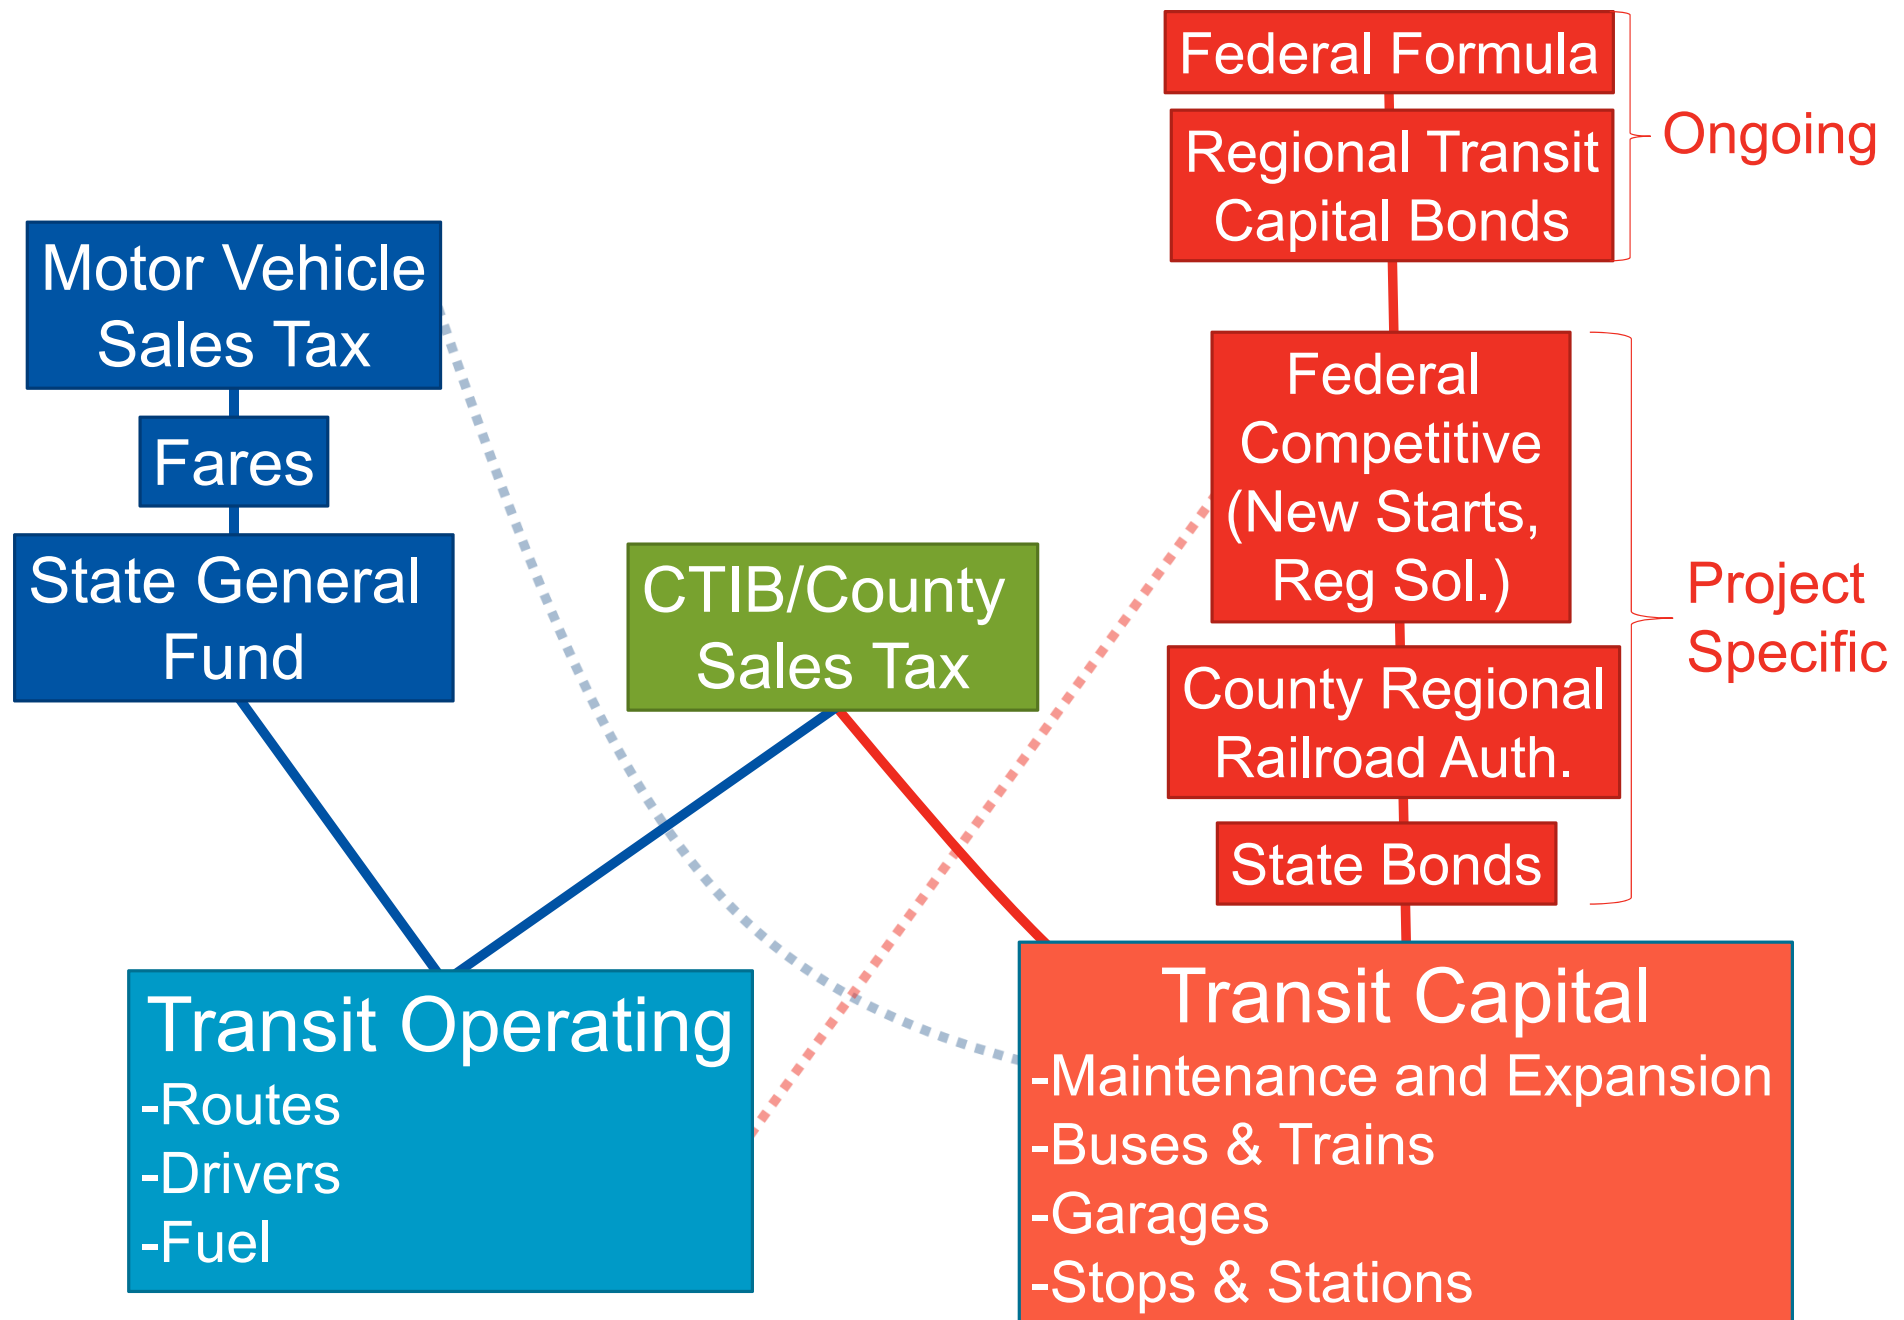 Federal Formula
Regional Transit
Capital Bonds
Ongoing
Motor Vehicle
Sales Tax
Fares
State General
Fund
CTIB/County
Sales Tax
Federal
Competitive
(New Starts,
Reg Sol.)
County Regional
Railroad Auth.
State Bonds
Project
Specific
Transit Operating
-Routes
-Drivers
-Fuel
Transit Capital
-Maintenance and Expansion
-Buses & Trains
-Garages
-Stops & Stations